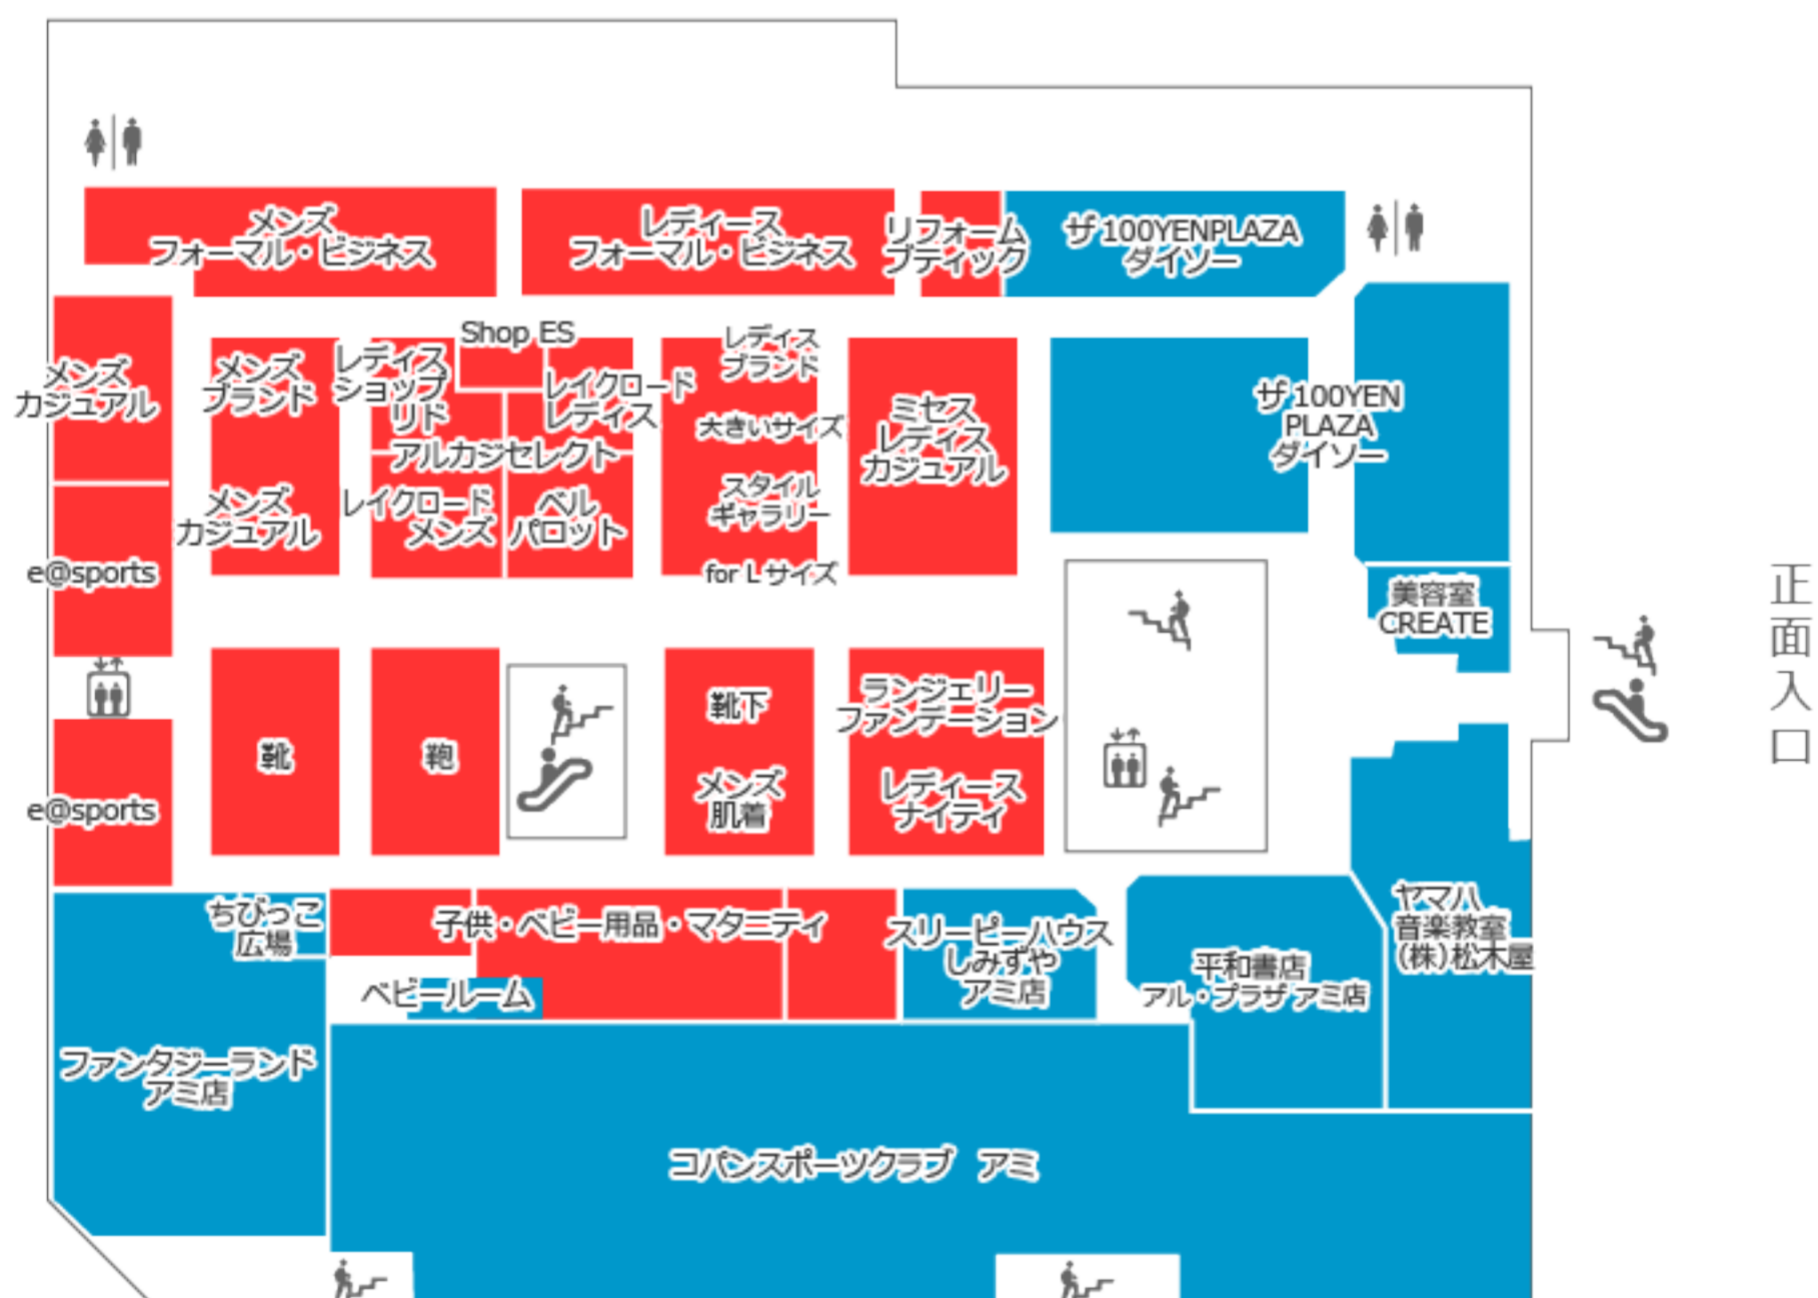 メンズ
フォーマル・ビジネス
レディース
フォーマル・ビジネス
リフォーム
ブティック
ザ 100YENPLAZA
ダイソー
メンズ
カジュアル
メンズ
ブランド
レディス
ショップ
リド
Shop ES
レイクロード
レディス
レディス
ブランド
大きいサイズ
スタイル
ギャラリー
for L サイズ
ミセス
レディス
カジュアル
ザ 100YEN
PLAZA
ダイソー
アルカジセレクト
メンズ
カジュアル
レイクロード
メンズ
ベル
パロット
e@sports
美容室
CREATE
正面入口
靴
鞄
靴下
メンズ
肌着
ランジェリー
ファンデーション
レディース
ナイティ
e@sports
ちびっこ
広場
子供・ベビー用品・マタニティ
ベビールーム
スリーピーハウス
しみずや
アミ店
平和書店
アル・プラザ アミ店
ヤマハ
音楽教室
(株)松木屋
ファンタジーランド
アミ店
コパンスポーツクラブ　アミ